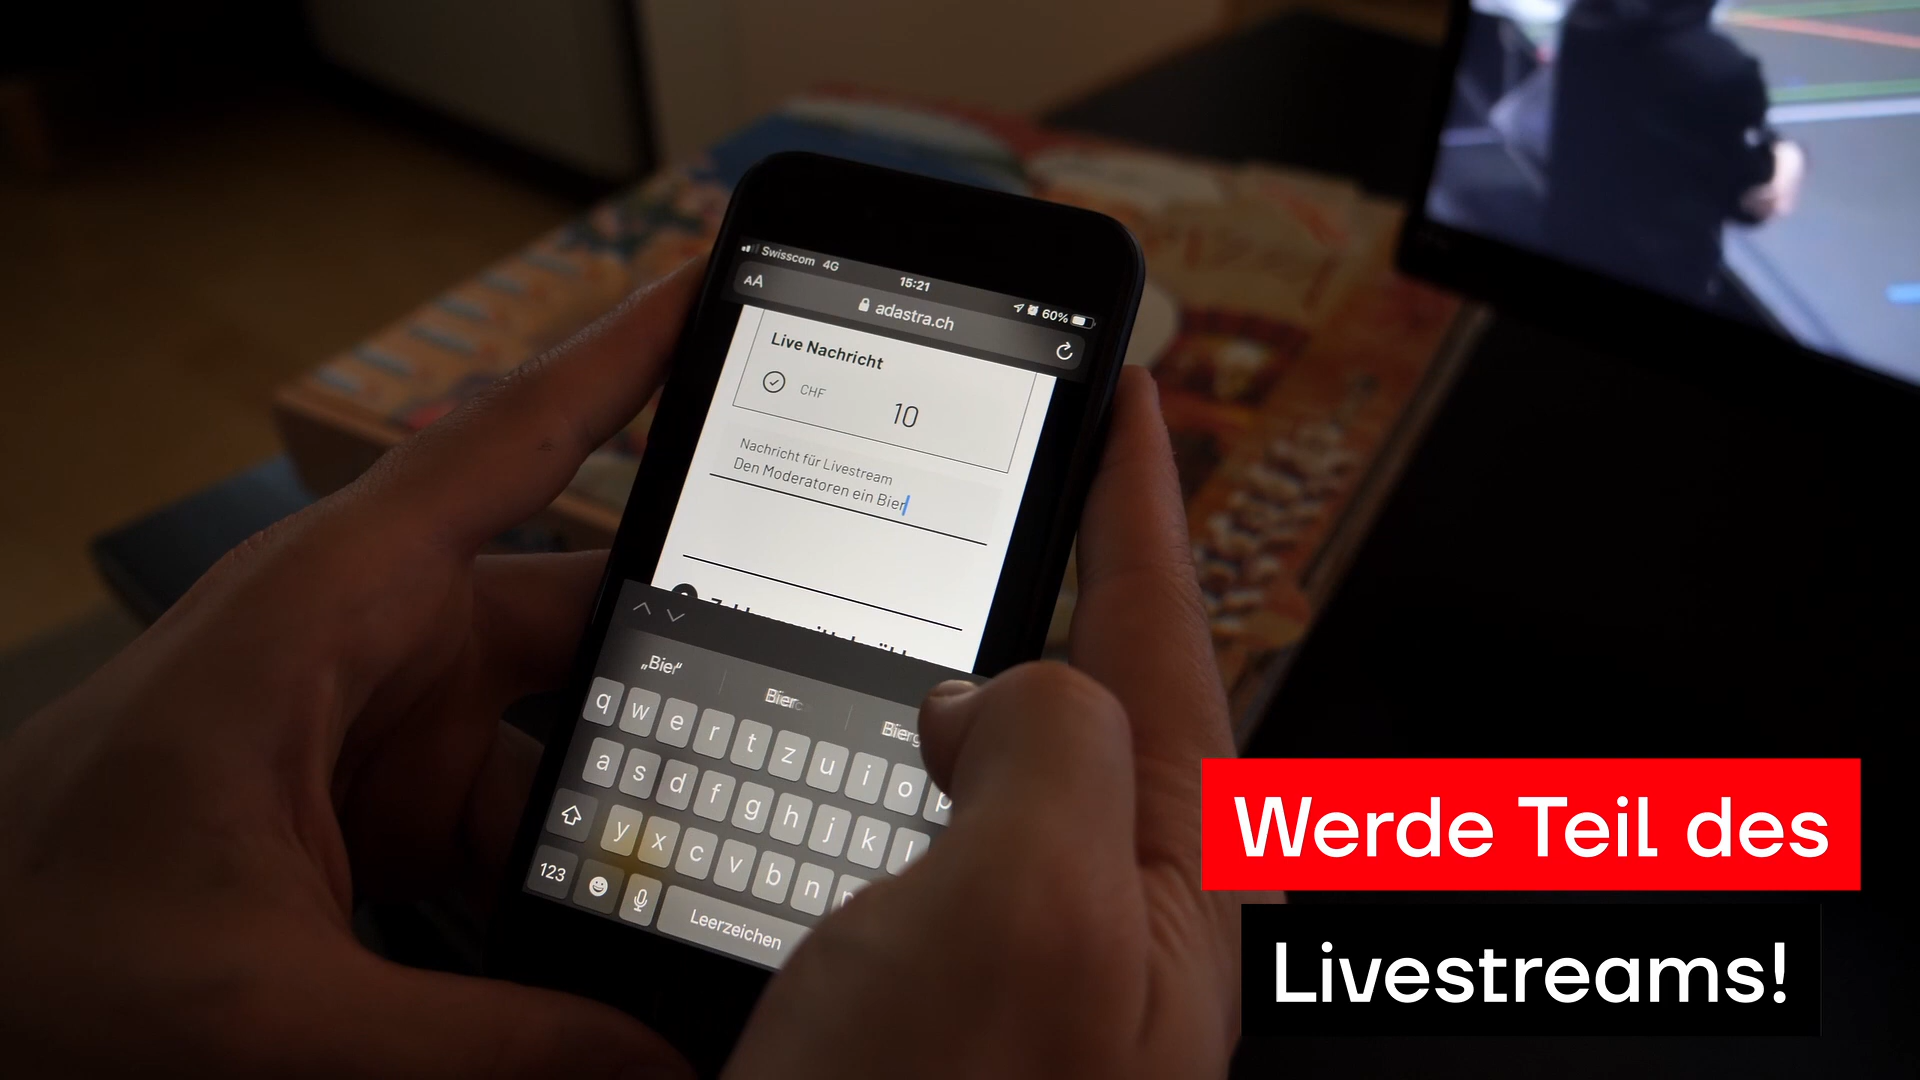 Swisscom 4G
15:21
60%
AA
adastra.ch
Live Nachricht
CHF
10
Nachricht für Livestream
Den Moderatoren ein Bier
„Bier“
Bier
q w e r t z u i o p
a s d f g h j k l
y x c v b n
123
Leerzeichen
Werde Teil des
Livestreams!